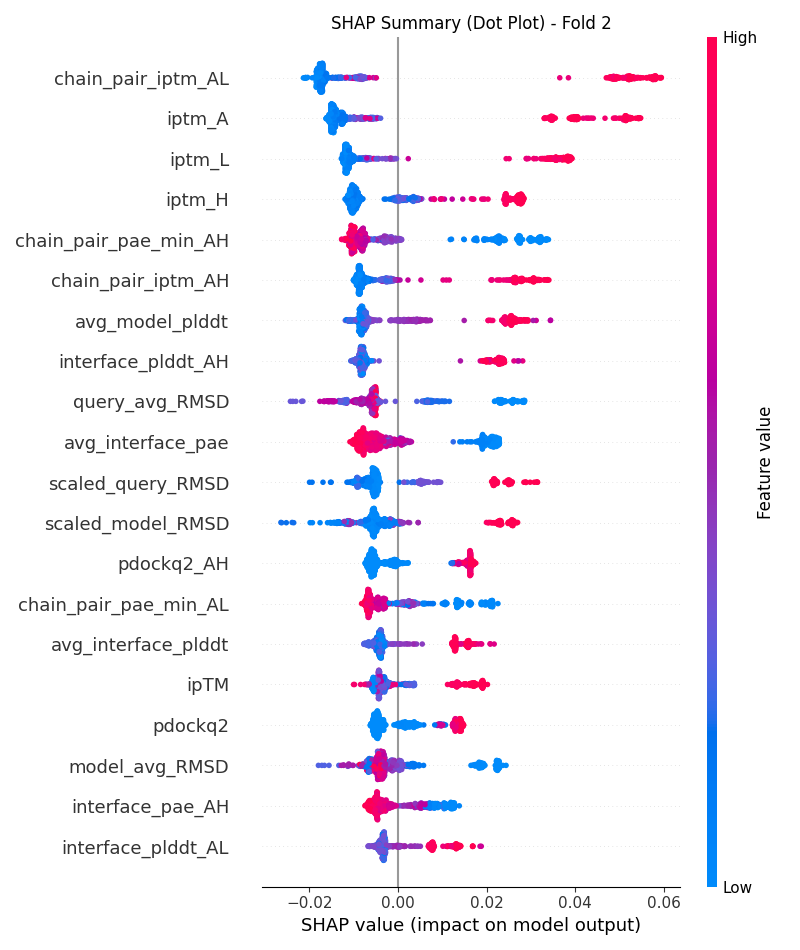 SHAP Summary (Dot Plot) - Fold 2
High
chain_pair_iptm_AL
iptm_A
iptm_L
iptm_H
chain_pair_pae_min_AH
chain_pair_iptm_AH
avg_model_plddt
interface_plddt_AH
query_avg_RMSD
avg_interface_pae
scaled_query_RMSD
scaled_model_RMSD
pdockq2_AH
chain_pair_pae_min_AL
avg_interface_plddt
ipTM
pdockq2
model_avg_RMSD
interface_pae_AH
interface_plddt_AL
Feature value
Low
−0.02 0.00 0.02 0.04 0.06
SHAP value (impact on model output)